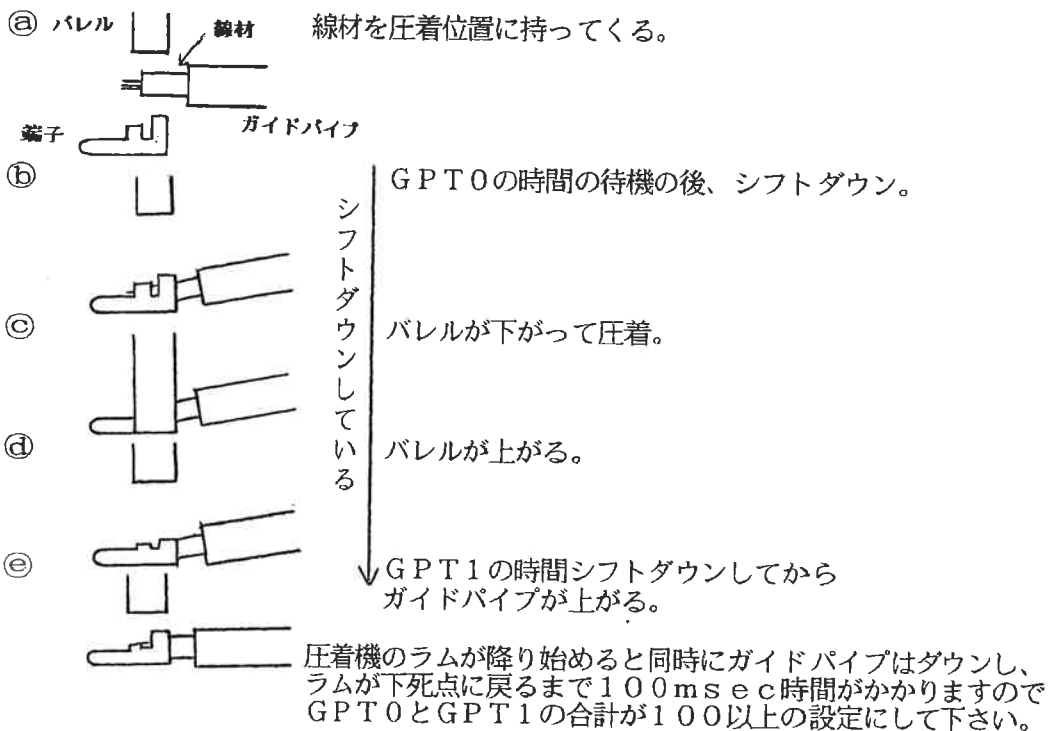 ⓐ バレル 線材 線材を圧着位置に持ってくる。
端子 ガイドパイプ
ⓑ GPT0の時間の待機の後、シフトダウン。
シフトダウンしている
ⓒ バレルが下がって圧着。
ⓓ バレルが上がる。
ⓔ GPT1の時間シフトダウンしてから
ガイドパイプが上がる。
圧着機のラムが降り始めると同時にガイドパイプはダウンし、
ラムが下死点に戻るまで100msec時間がかかりますので
GPT0とGPT1の合計が100以上の設定にして下さい。